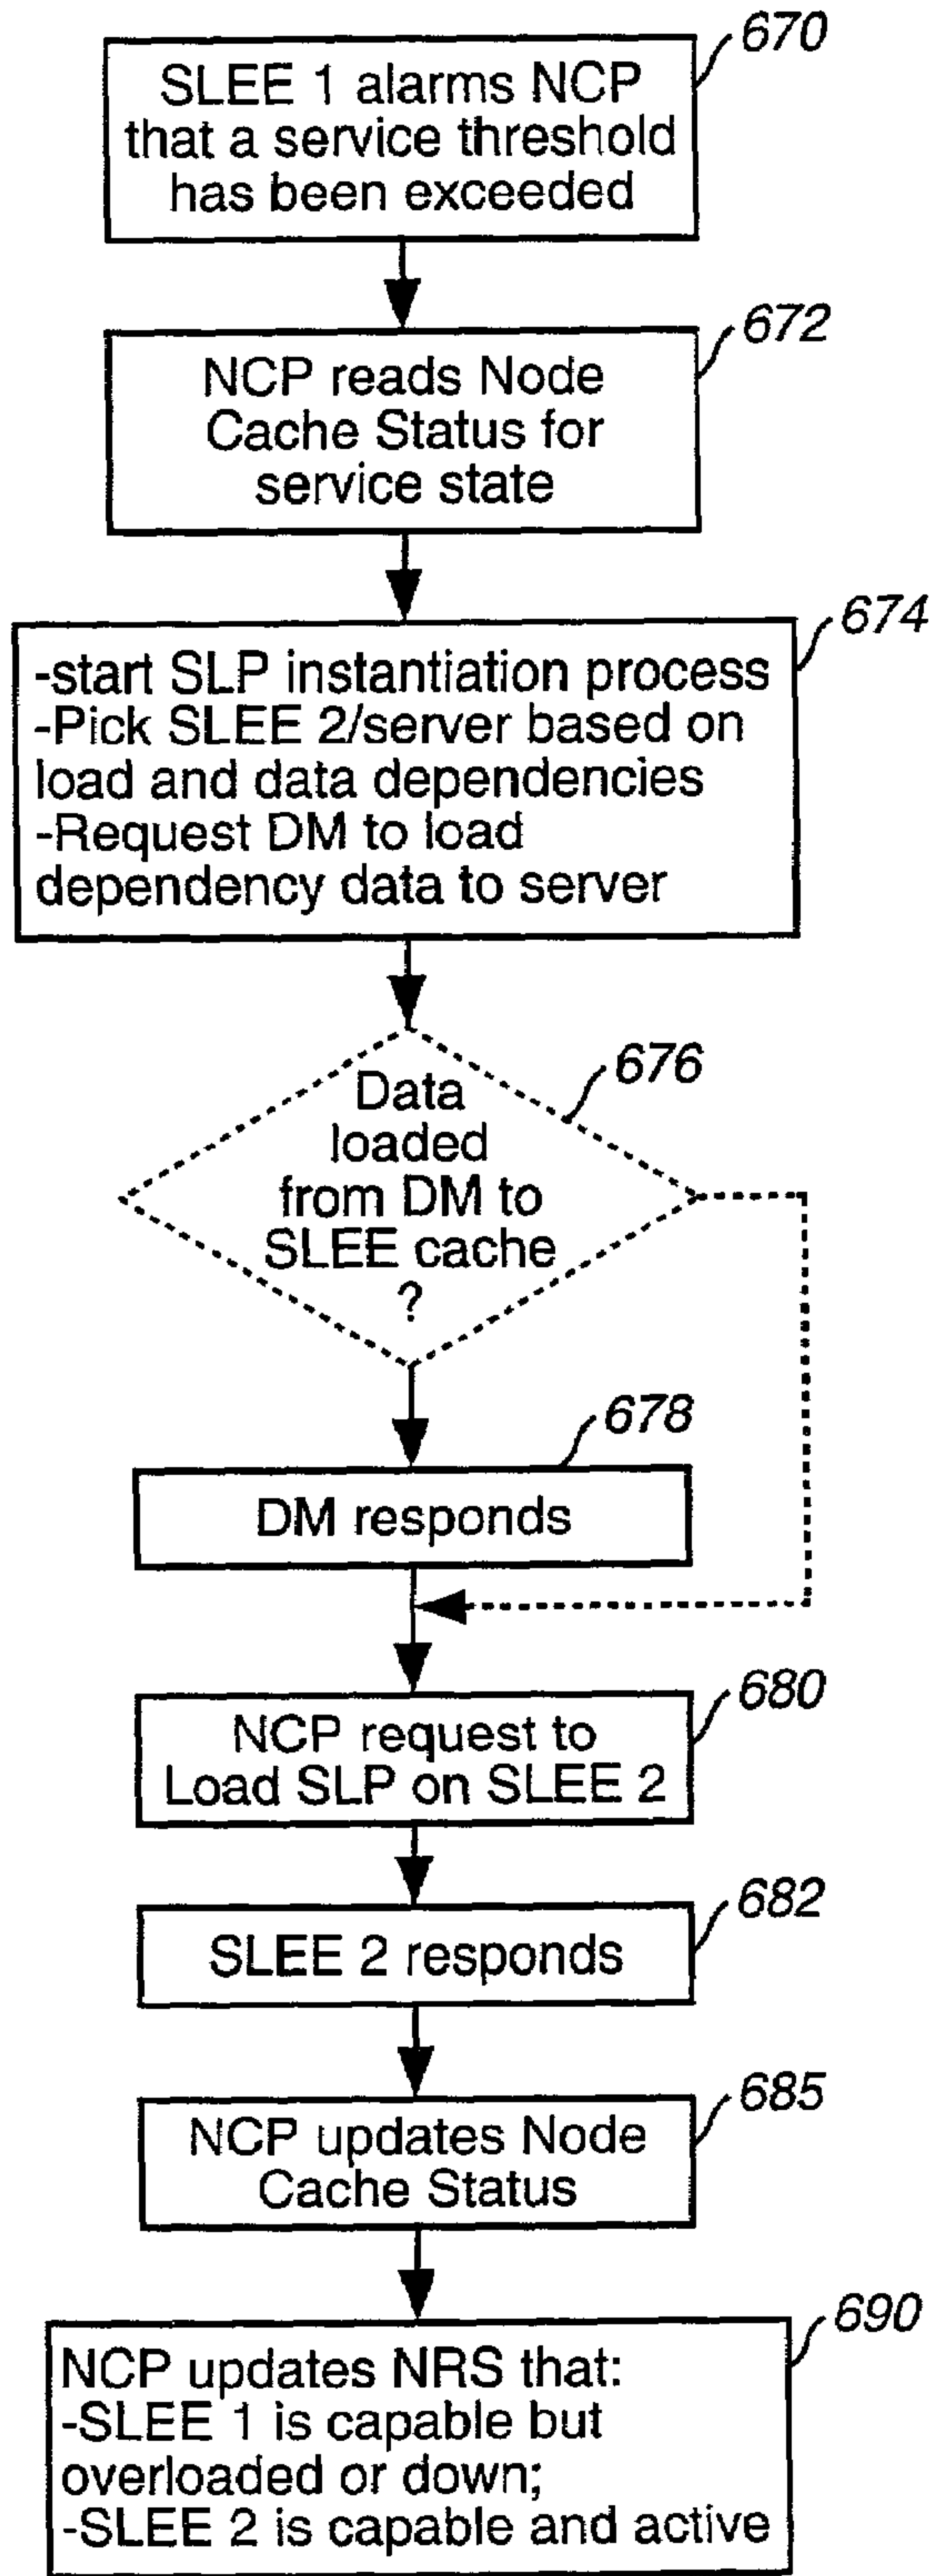 670
SLEE 1 alarms NCP
that a service threshold
has been exceeded
672
NCP reads Node
Cache Status for
service state
674
-start SLP instantiation process
-Pick SLEE 2/server based on
load and data dependencies
-Request DM to load
dependency data to server
676
Data
loaded
from DM to
SLEE cache
?
678
DM responds
680
NCP request to
Load SLP on SLEE 2
682
SLEE 2 responds
685
NCP updates Node
Cache Status
690
NCP updates NRS that:
-SLEE 1 is capable but
overloaded or down;
-SLEE 2 is capable and active